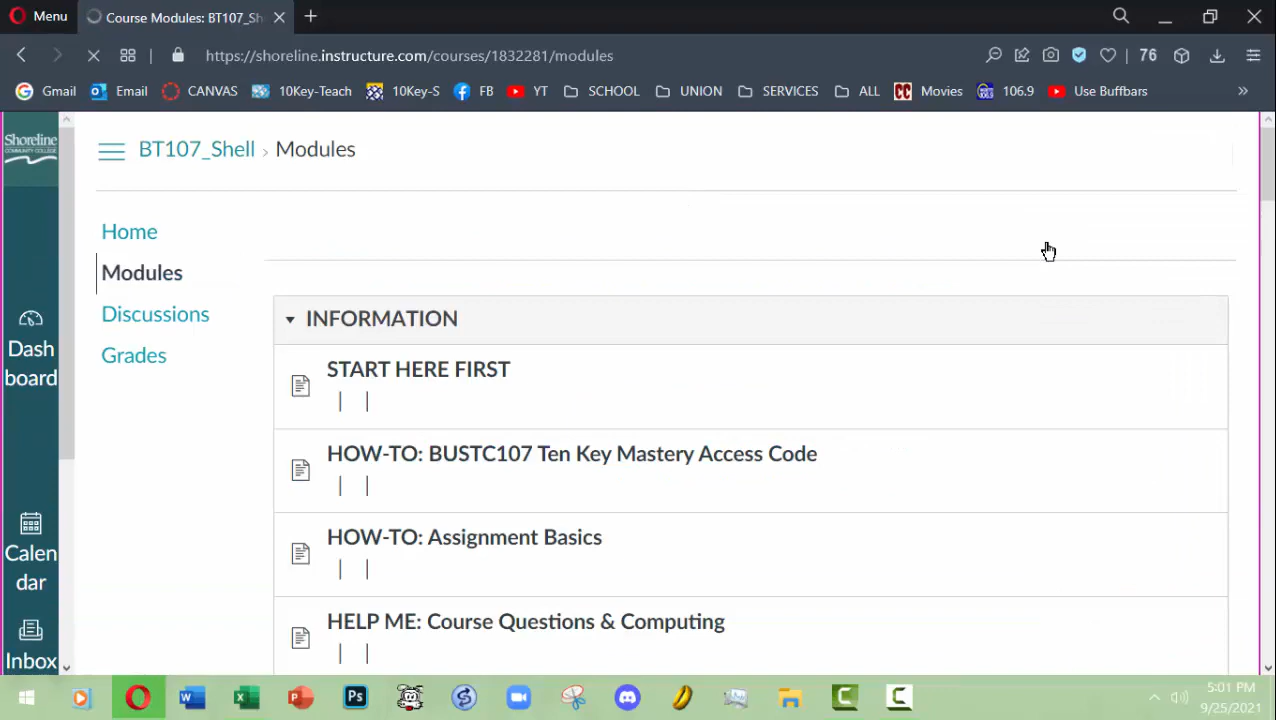 Menu
Course Modules: BT107_Sh
https://shoreline.instructure.com/courses/1832281/modules
76
Gmail
Email
CANVAS
10Key-Teach
10Key-S
FB
YT
SCHOOL
UNION
SERVICES
ALL
Movies
106.9
Use Buffbars
Shoreline
COMMUNITY COLLEGE
BT107_Shell › Modules
Home
Modules
Discussions
Grades
Dash
board
Calen
dar
Inbox
INFORMATION
START HERE FIRST
| |
HOW-TO: BUSTC107 Ten Key Mastery Access Code
| |
HOW-TO: Assignment Basics
| |
HELP ME: Course Questions & Computing
| |
5:01 PM
9/25/2021